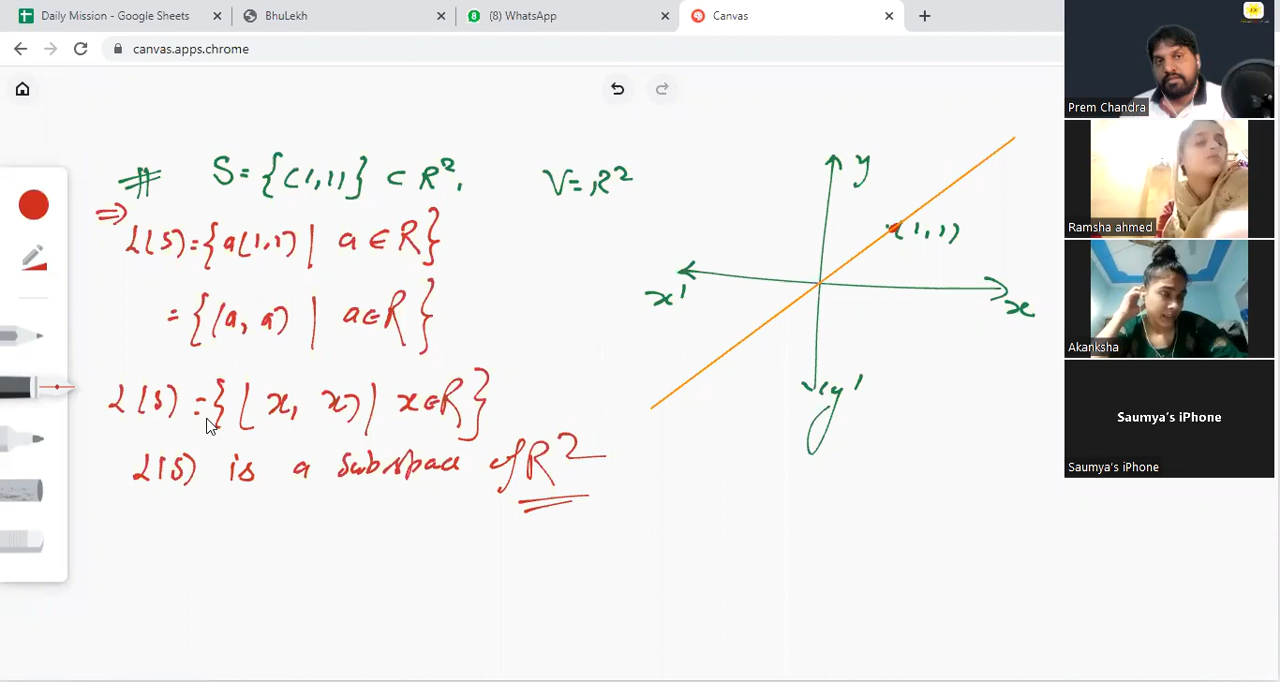 Daily Mission - Google Sheets
BhuLekh
(8) WhatsApp
Canvas
canvas.apps.chrome
# S = {(1,1)} ⊂ R², V = R²
⇒ L(S) = {a(1,1) | a ∈ R}
= {(a, a) | a ∈ R}
L(S) = {(x, x) | x ∈ R}
L(S) is a subspace of R²
y
(1,1)
x'
x
y'
Prem Chandra
Ramsha ahmed
Akanksha
Saumya's iPhone
Saumya's iPhone